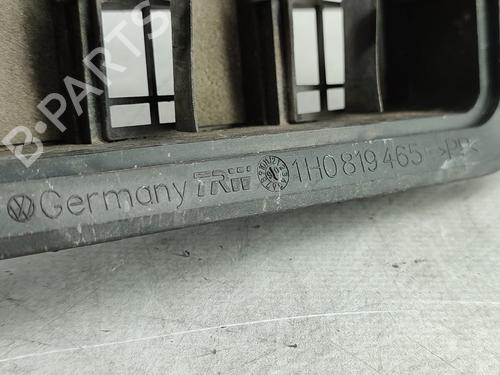 B-PARTS
Germany TRW 1H0 819 465 >PP<